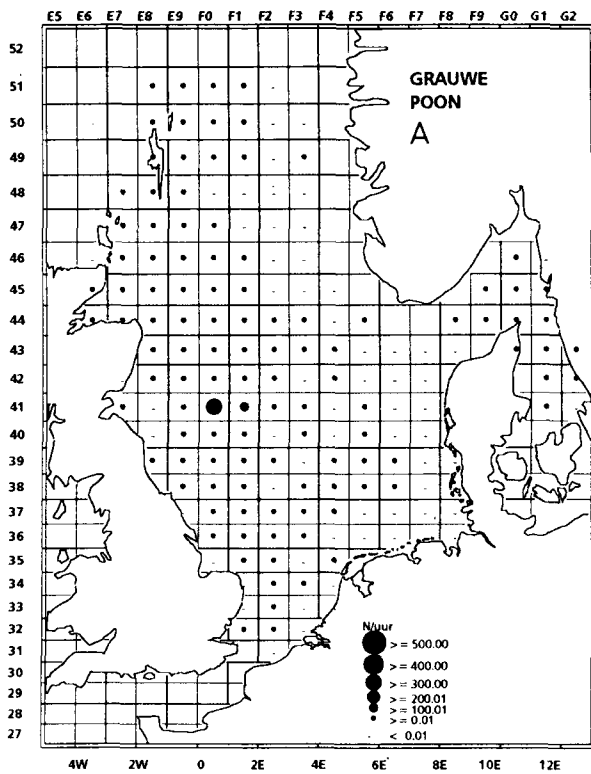 E5 E6 E7 E8 E9 F0 F1 F2 F3 F4 F5 F6 F7 F8 F9 G0 G1 G2
52
51
50
49
48
47
46
45
44
43
42
41
40
39
38
37
36
35
34
33
32
31
30
29
28
27
GRAUWE
POON
A
N/uur
> = 500.00
> = 400.00
> = 300.00
> = 200.01
> = 100.01
> = 0.01
< 0.01
4W 2W 0 2E 4E 6E 8E 10E 12E